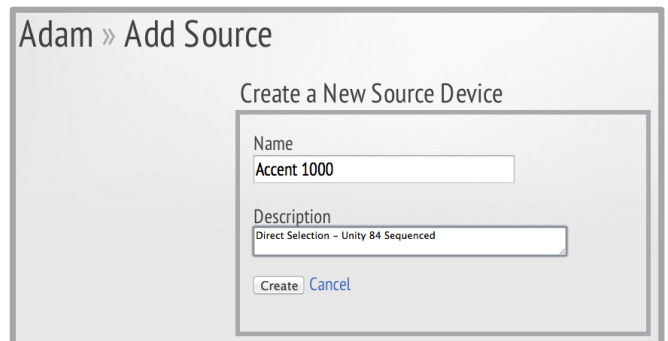 Adam » Add Source
Create a New Source Device
Name
Accent 1000
Description
Direct Selection – Unity 84 Sequenced
Create Cancel